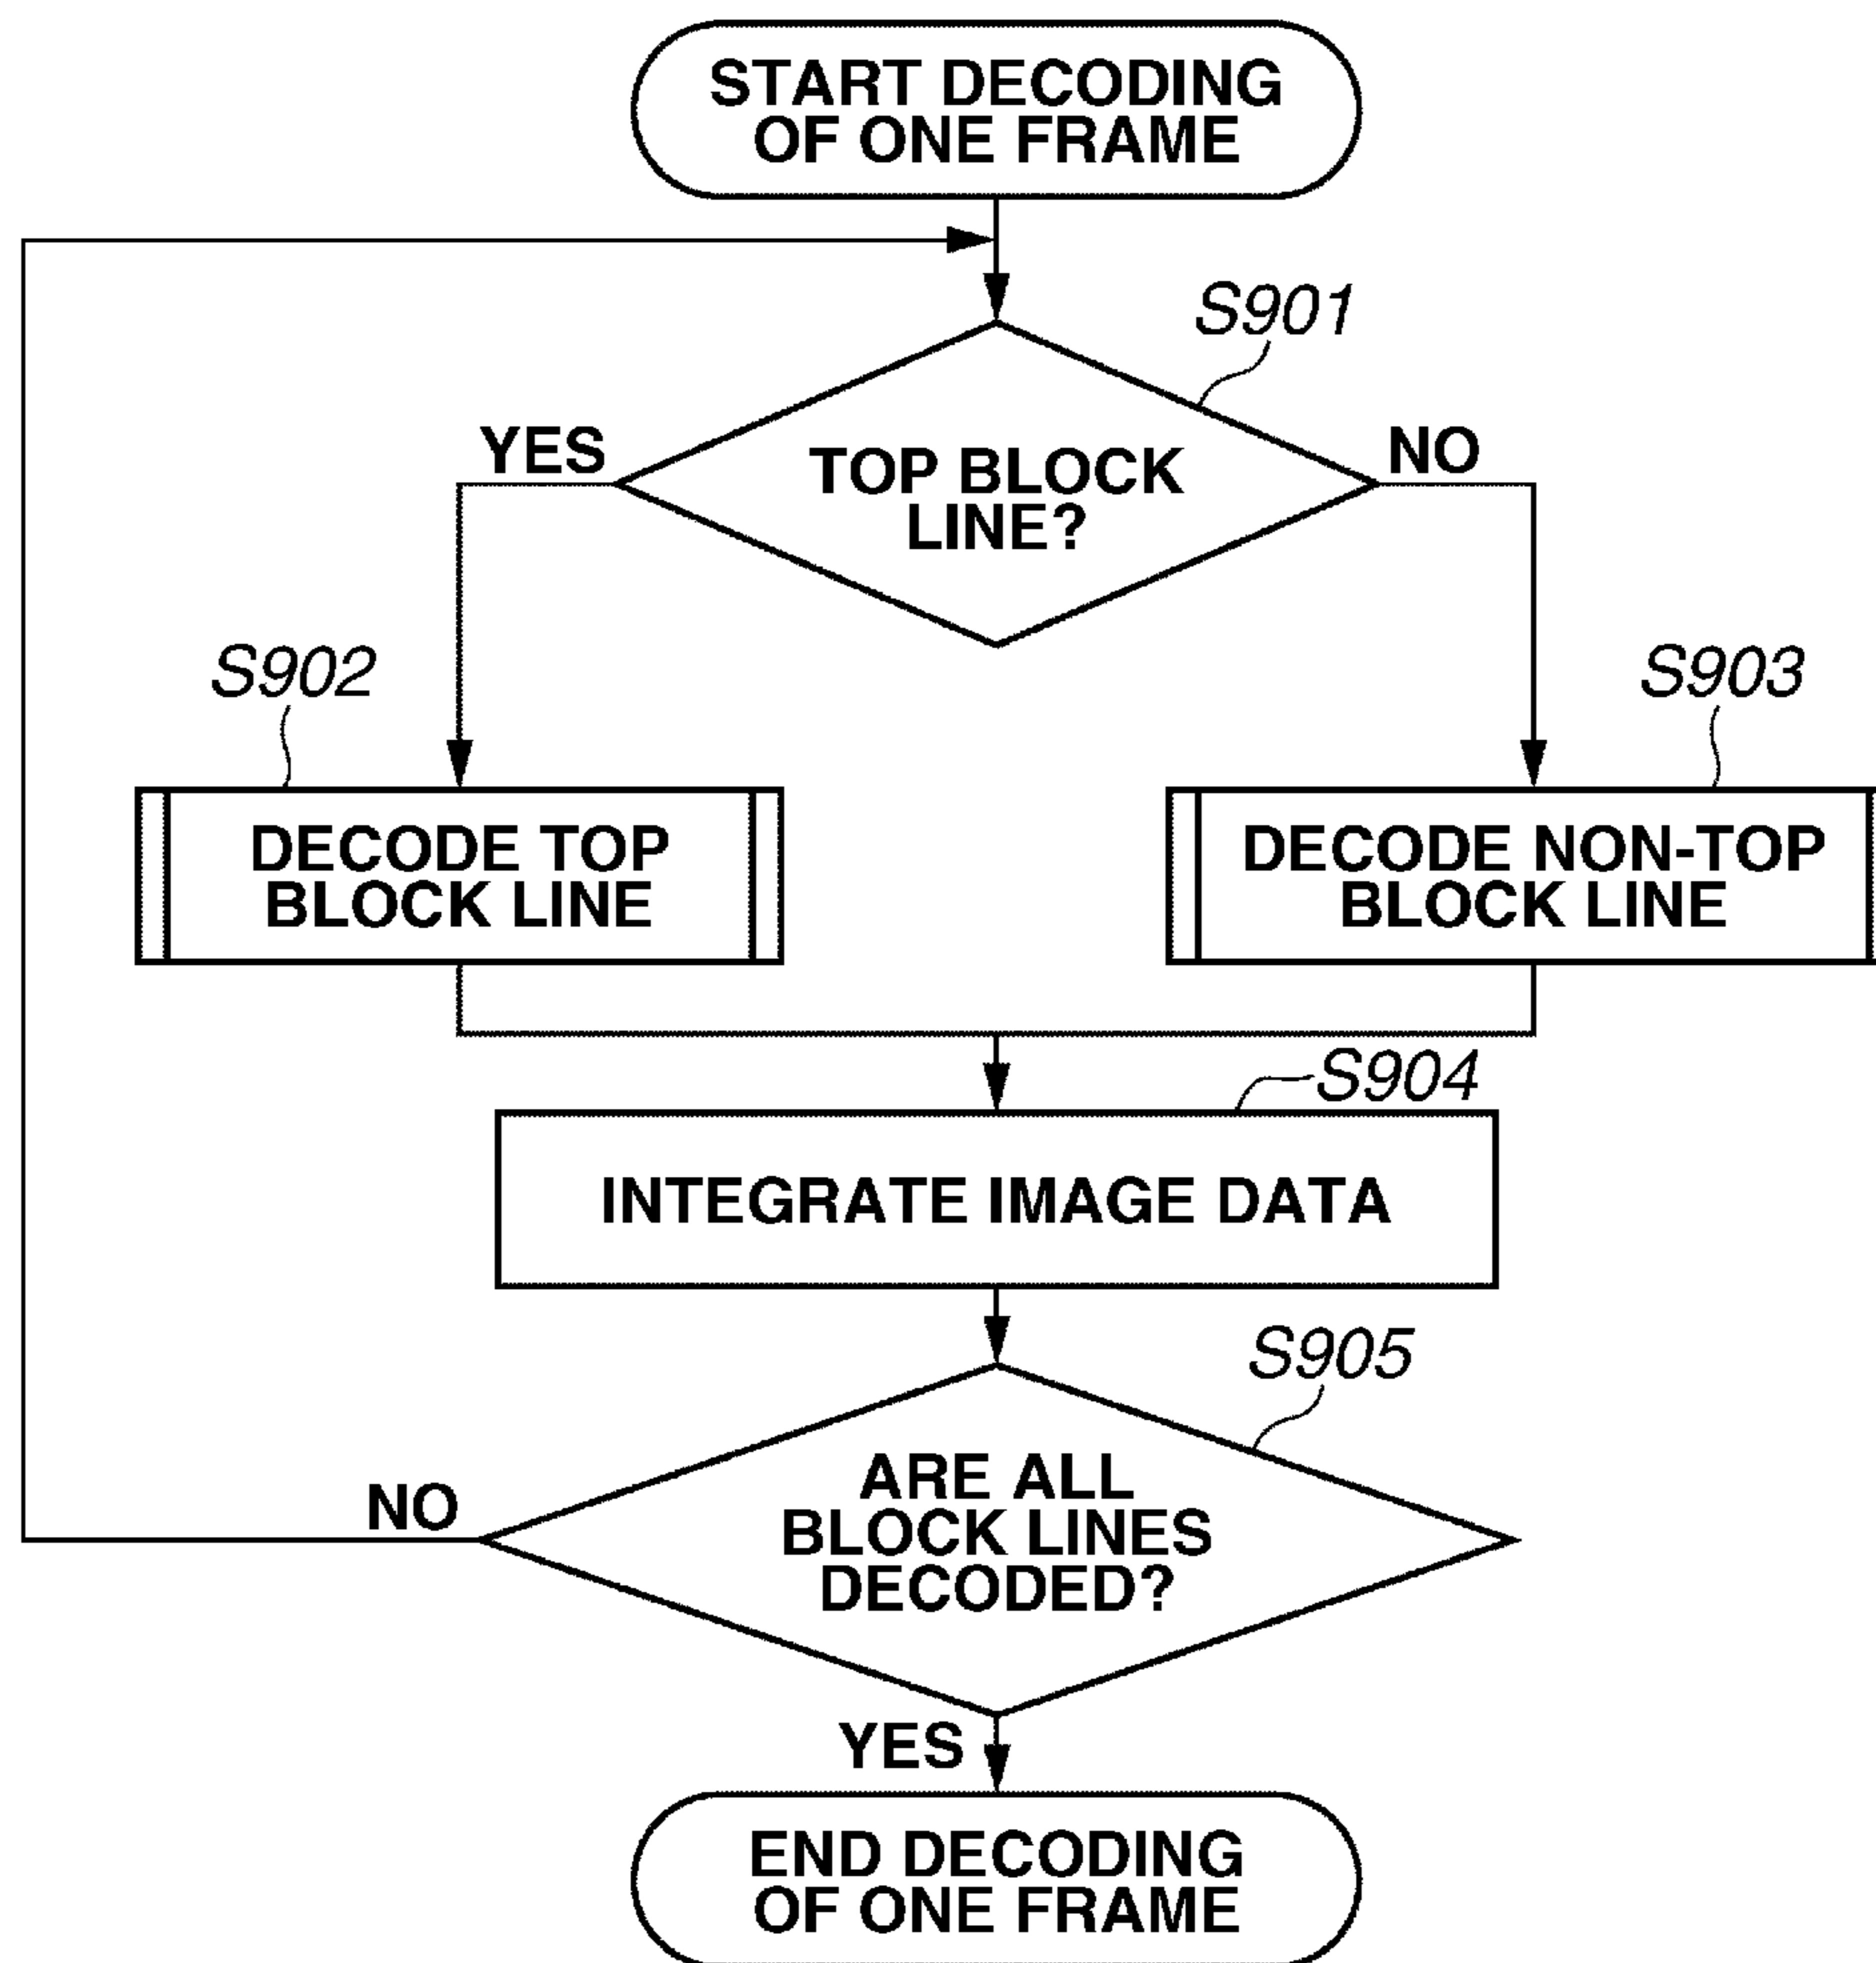 START DECODING
OF ONE FRAME
S901
YES
TOP BLOCK
LINE?
NO
S902
S903
DECODE TOP
BLOCK LINE
DECODE NON-TOP
BLOCK LINE
S904
INTEGRATE IMAGE DATA
S905
NO
ARE ALL
BLOCK LINES
DECODED?
YES
END DECODING
OF ONE FRAME